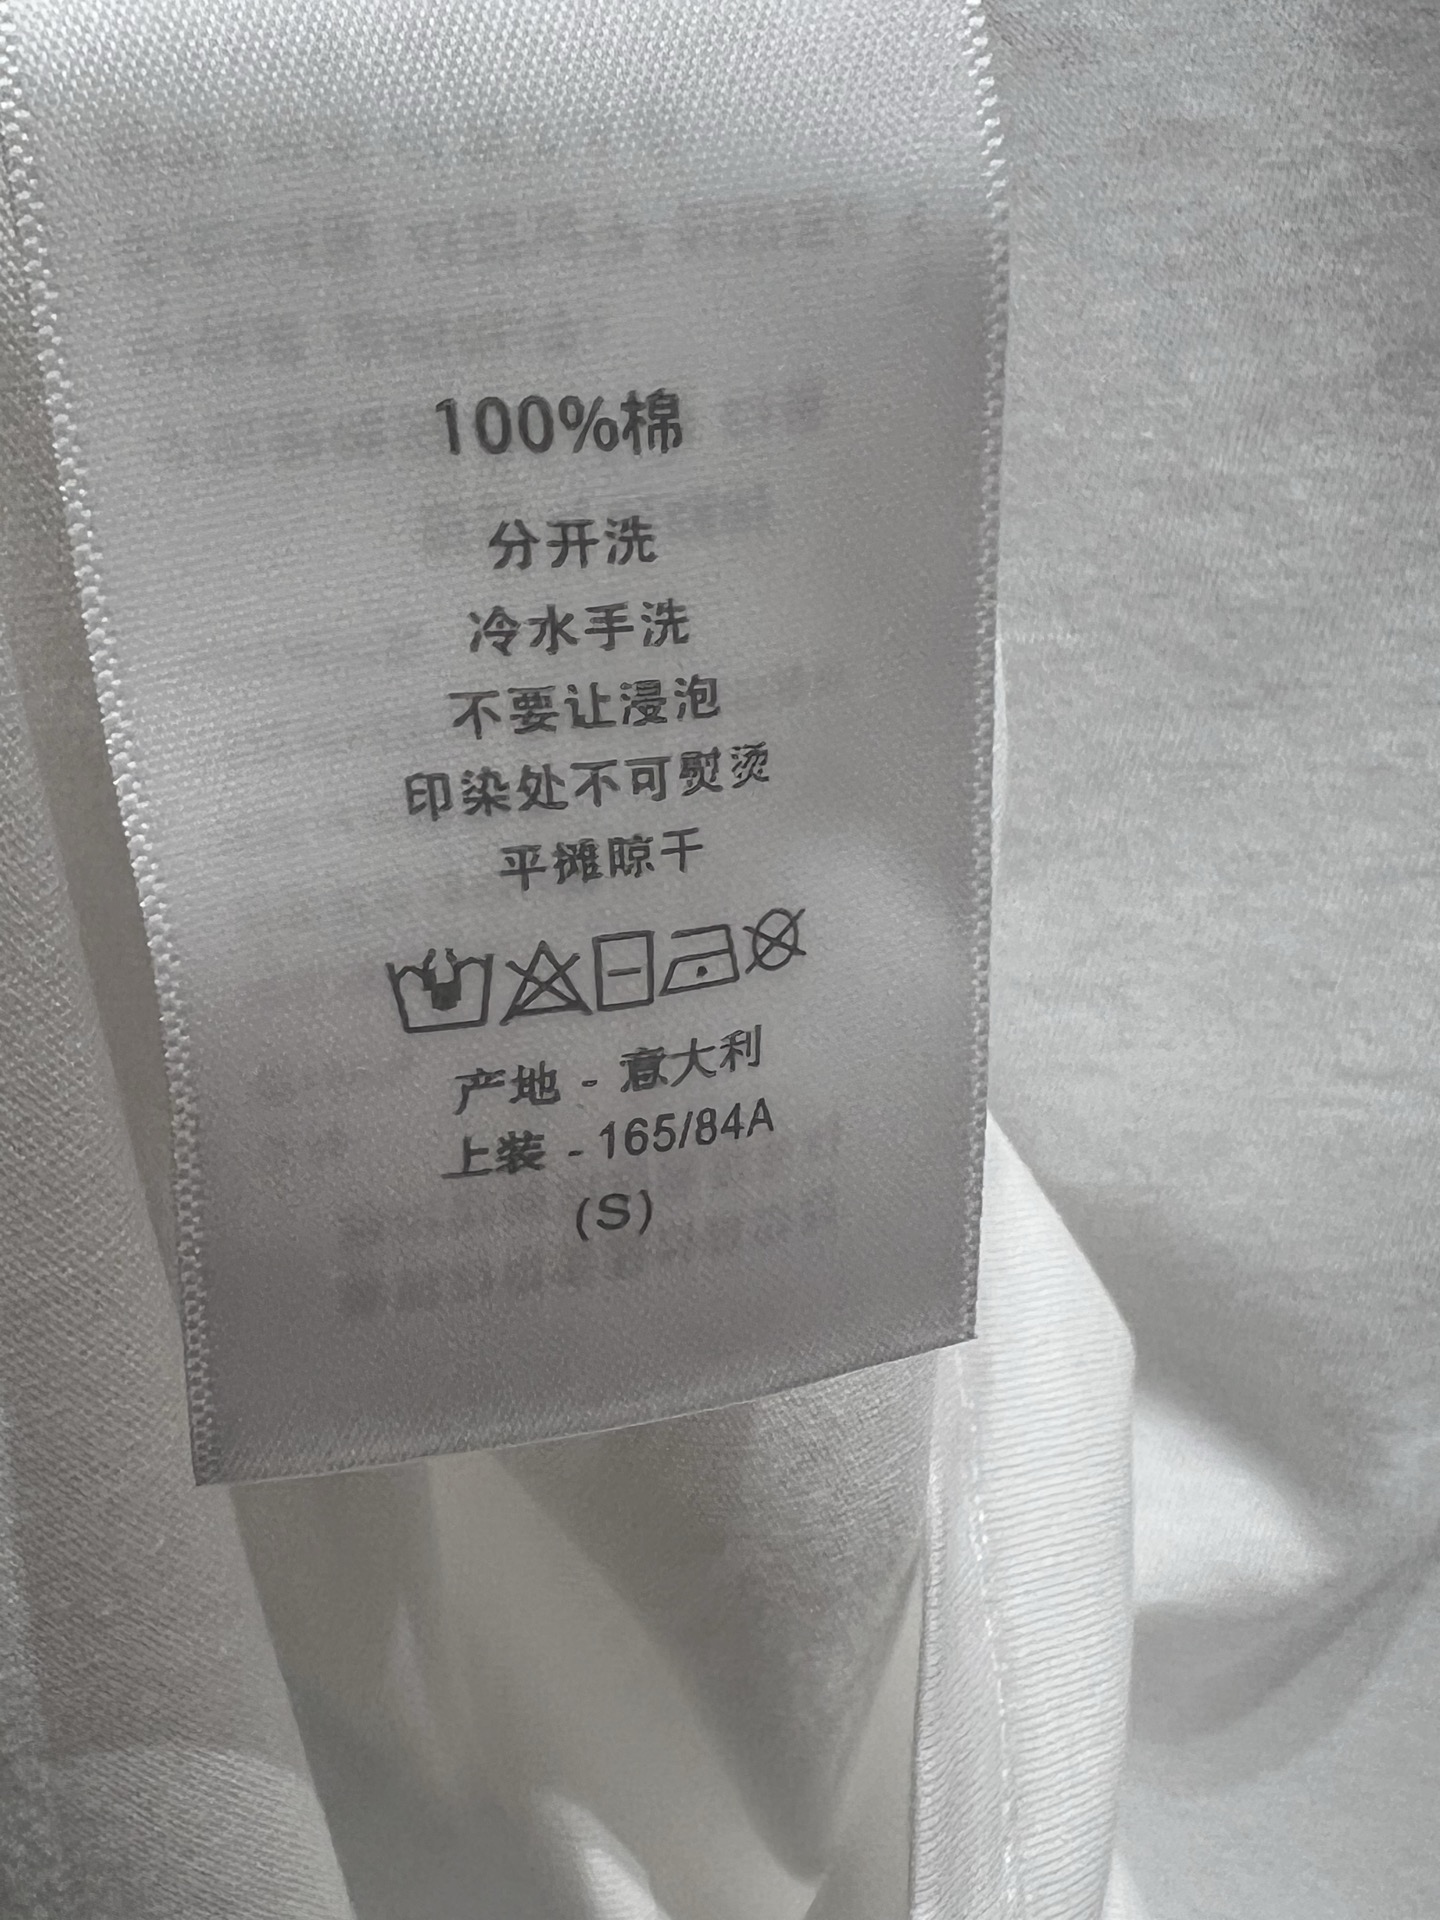 100%棉
分开洗
冷水手洗
不要让浸泡
印染处不可熨烫
平摊晾干
产地 - 意大利
上装 - 165/84A
(S)